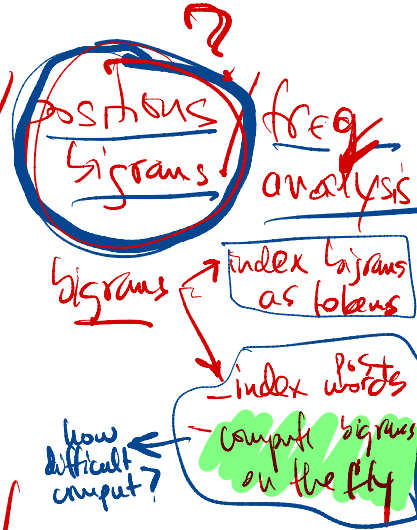 ?
positions
bigrams
freq
analysis
bigrams
index bigrams
as tokens
post
- index words
- compute bigrams
on the fly
how
difficult
comput?